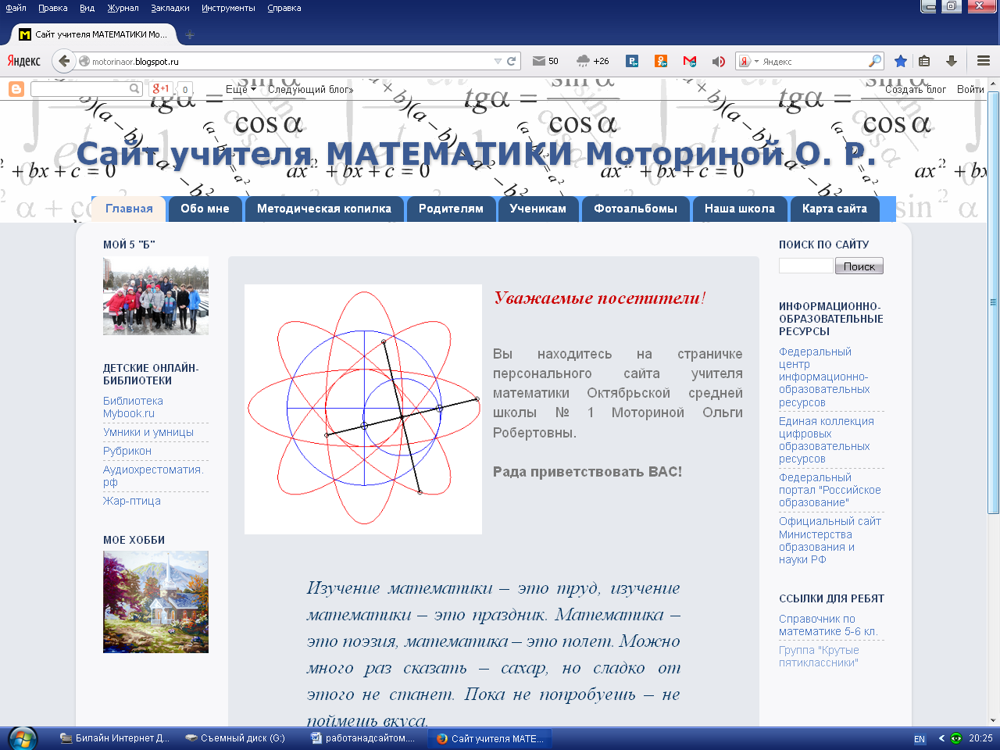 Файл Правка Вид Журнал Закладки Инструменты Справка
Сайт учителя МАТЕМАТИКИ Мо...
Яндекс motorinaor.blogspot.ru 50 +26 Яндекс
g+1 0 Ещё Следующий блог» Создать блог Войти
Сайт учителя МАТЕМАТИКИ Моториной О. Р.
Главная Обо мне Методическая копилка Родителям Ученикам Фотоальбомы Наша школа Карта сайта
МОЙ 5 "Б"
ДЕТСКИЕ ОНЛАЙН-
БИБЛИОТЕКИ
Библиотека
Mybook.ru
Умники и умницы
Рубрикон
Аудиохрестоматия.
рф
Жар-птица
МОЕ ХОББИ
Уважаемые посетители!
Вы находитесь на страничке
персонального сайта учителя
математики Октябрьской средней
школы № 1 Моториной Ольги
Робертовны.
Рада приветствовать ВАС!
Изучение математики – это труд, изучение
математики – это праздник. Математика –
это поэзия, математика – это полет. Можно
много раз сказать – сахар, но сладко от
этого не станет. Пока не попробуешь – не
поймешь вкуса.
ПОИСК ПО САЙТУ
Поиск
ИНФОРМАЦИОННО-
ОБРАЗОВАТЕЛЬНЫЕ
РЕСУРСЫ
Федеральный
центр
информационно-
образовательных
ресурсов
Единая коллекция
цифровых
образовательных
ресурсов
Федеральный
портал "Российское
образование"
Официальный сайт
Министерства
образования и
науки РФ
ССЫЛКИ ДЛЯ РЕБЯТ
Справочник по
математике 5-6 кл.
Группа "Крутые
пятиклассники"
Билайн Интернет Д... Съемный диск (G:) работанадсайтом.... Сайт учителя МАТЕ... EN 20:25